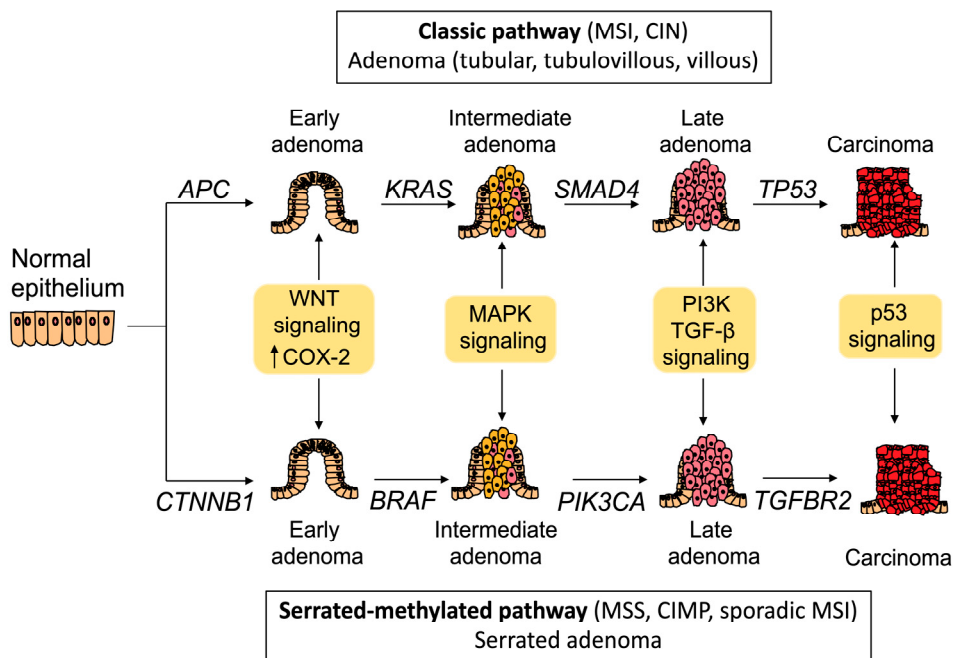 Classic pathway (MSI, CIN)
Adenoma (tubular, tubulovillous, villous)
Early
adenoma
Intermediate
adenoma
Late
adenoma
Carcinoma
APC
KRAS
SMAD4
TP53
Normal
epithelium
WNT
signaling
↑COX-2
MAPK
signaling
PI3K
TGF-β
signaling
p53
signaling
CTNNB1
BRAF
PIK3CA
TGFBR2
Early
adenoma
Intermediate
adenoma
Late
adenoma
Carcinoma
Serrated-methylated pathway (MSS, CIMP, sporadic MSI)
Serrated adenoma